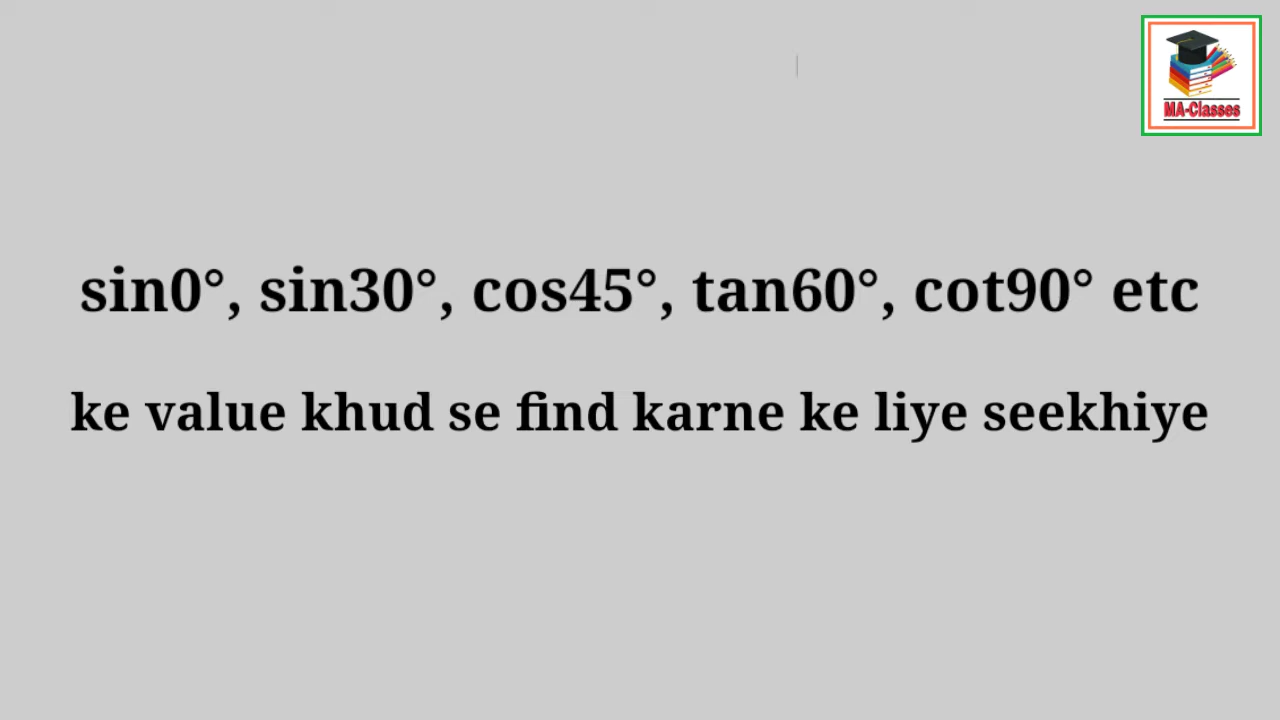 MA-Classes
sin0°, sin30°, cos45°, tan60°, cot90° etc
ke value khud se find karne ke liye seekhiye